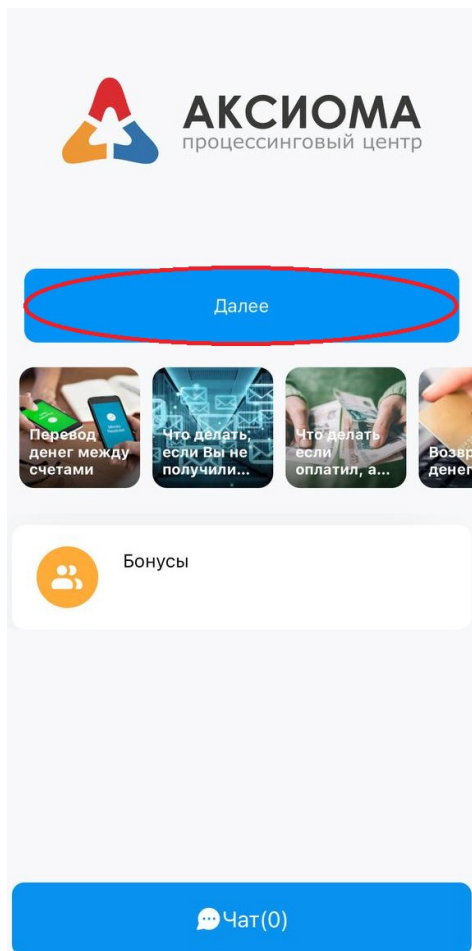 АКСИОМА
процессинговый центр
Далее
Перевод
денег между
счетами
Что делать,
если Вы не
получили...
Что делать
если
оплатил, а...
Бонусы
Чат(0)